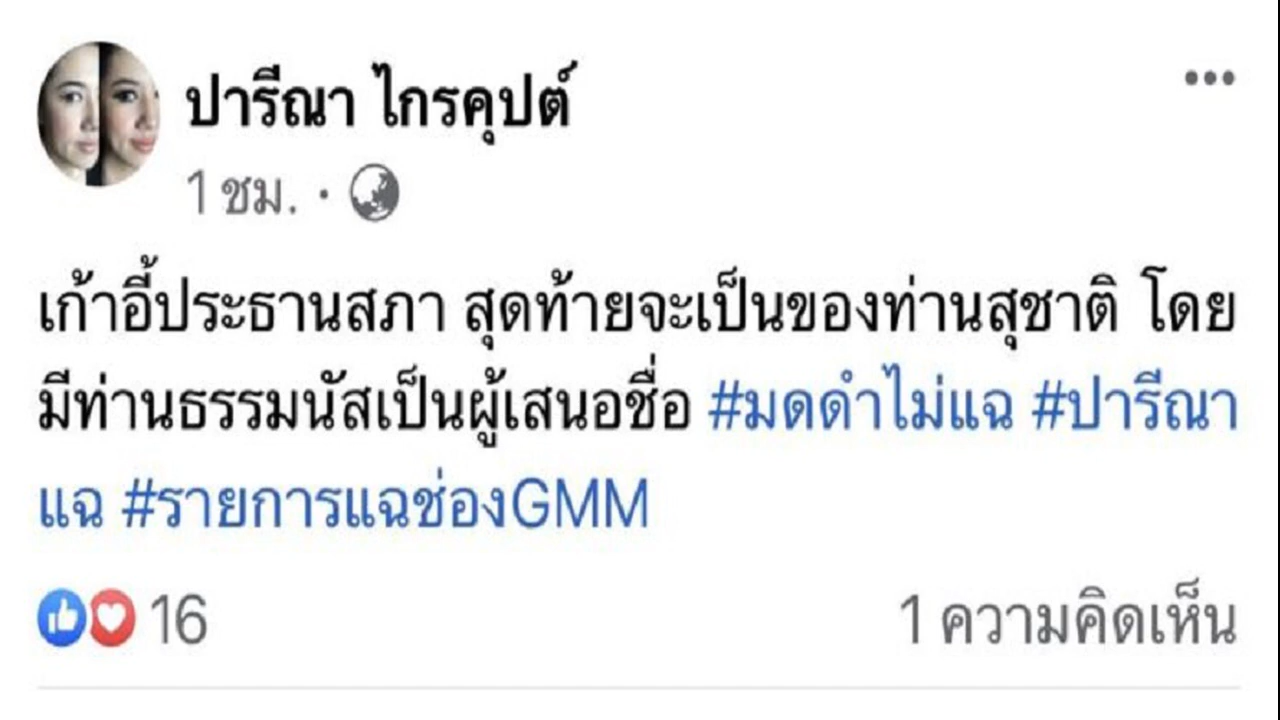 ปารีณา ไกรคุปต์
1 ชม. ·
เก้าอี้ประธานสภา สุดท้ายจะเป็นของท่านสุชาติ โดย
มีท่านธรรมนัสเป็นผู้เสนอชื่อ #มดดำไม่แฉ #ปารีณา
แฉ #รายการแฉช่องGMM
16
1 ความคิดเห็น